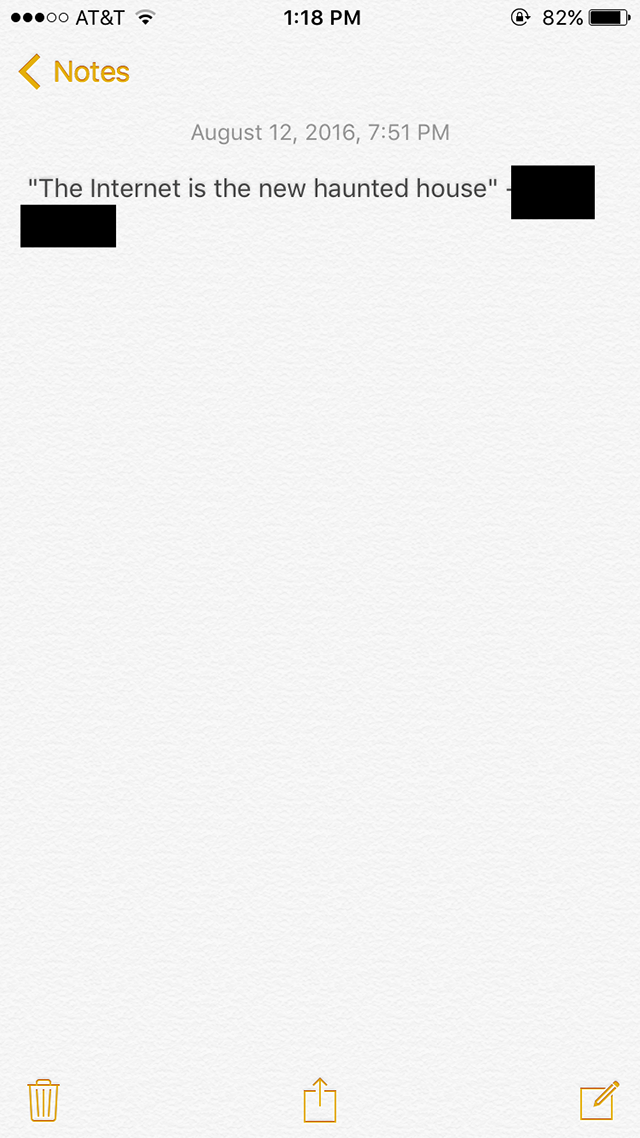 AT&T 1:18 PM 82%
Notes
August 12, 2016, 7:51 PM
"The Internet is the new haunted house" -